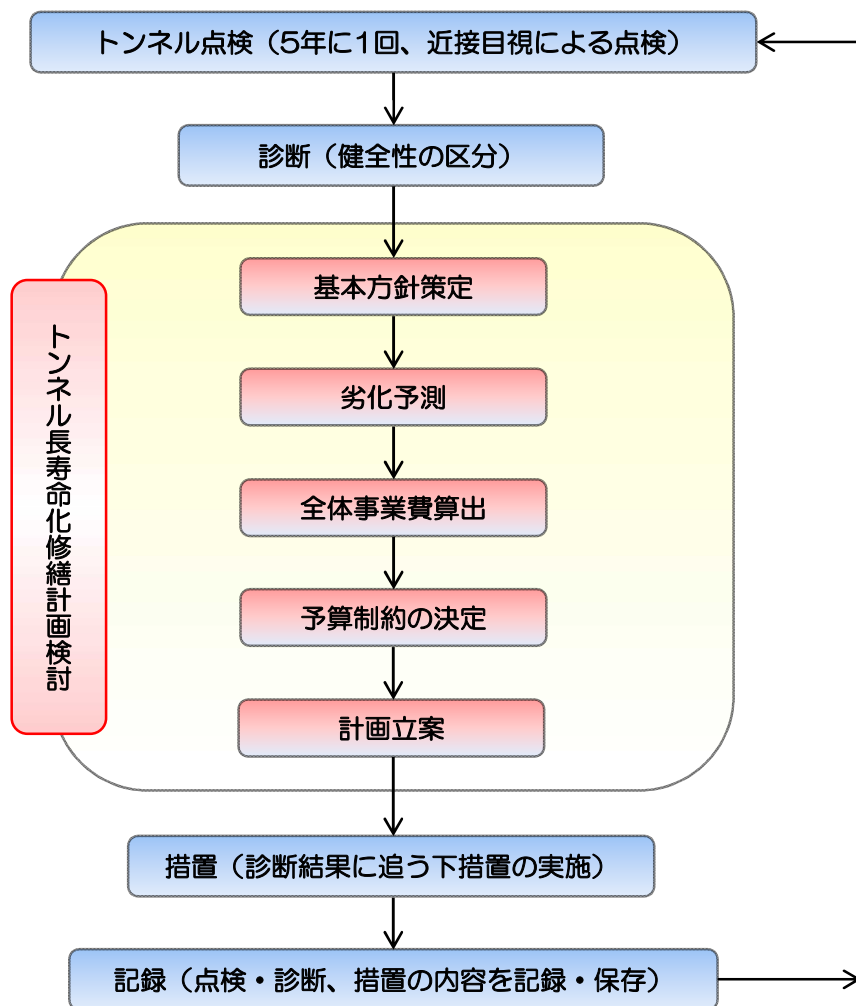 トンネル点検（5年に1回、近接目視による点検）
診断（健全性の区分）
トンネル長寿命化修繕計画検討
基本方針策定
劣化予測
全体事業費算出
予算制約の決定
計画立案
措置（診断結果に追う下措置の実施）
記録（点検・診断、措置の内容を記録・保存）